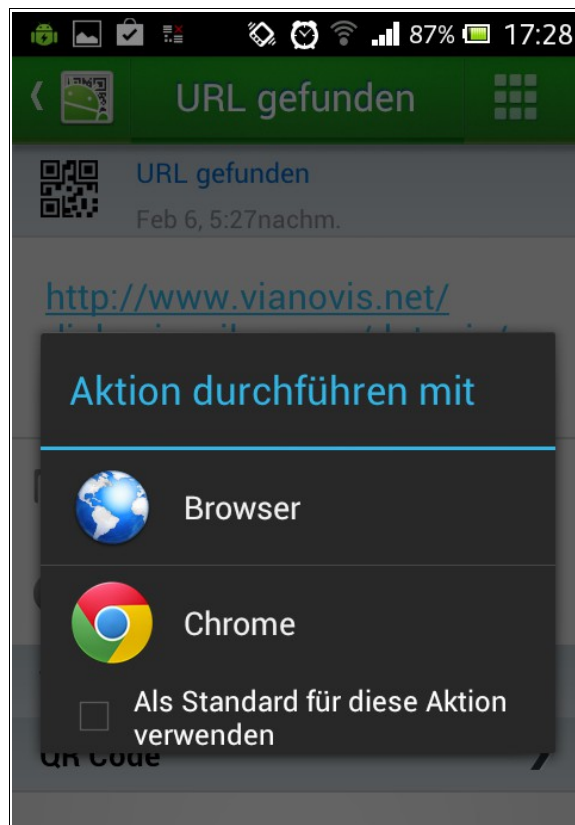 87% 17:28
URL gefunden
URL gefunden
Feb 6, 5:27nachm.
http://www.vianovis.net/
Aktion durchführen mit
Browser
Chrome
Als Standard für diese Aktion
verwenden
QR Code